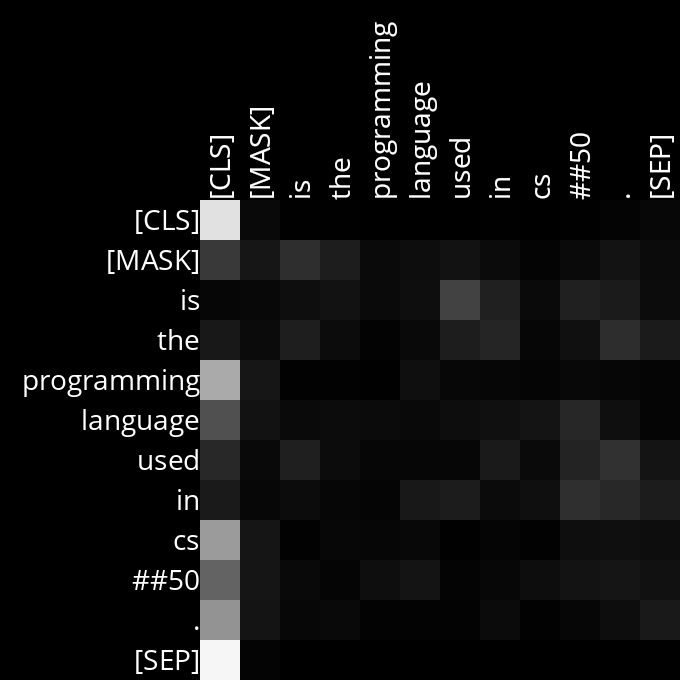 [CLS]
[MASK]
is
the
programming
language
used
in
cs
##50
.
[SEP]
[CLS]
[MASK]
is
the
programming
language
used
in
cs
##50
.
[SEP]